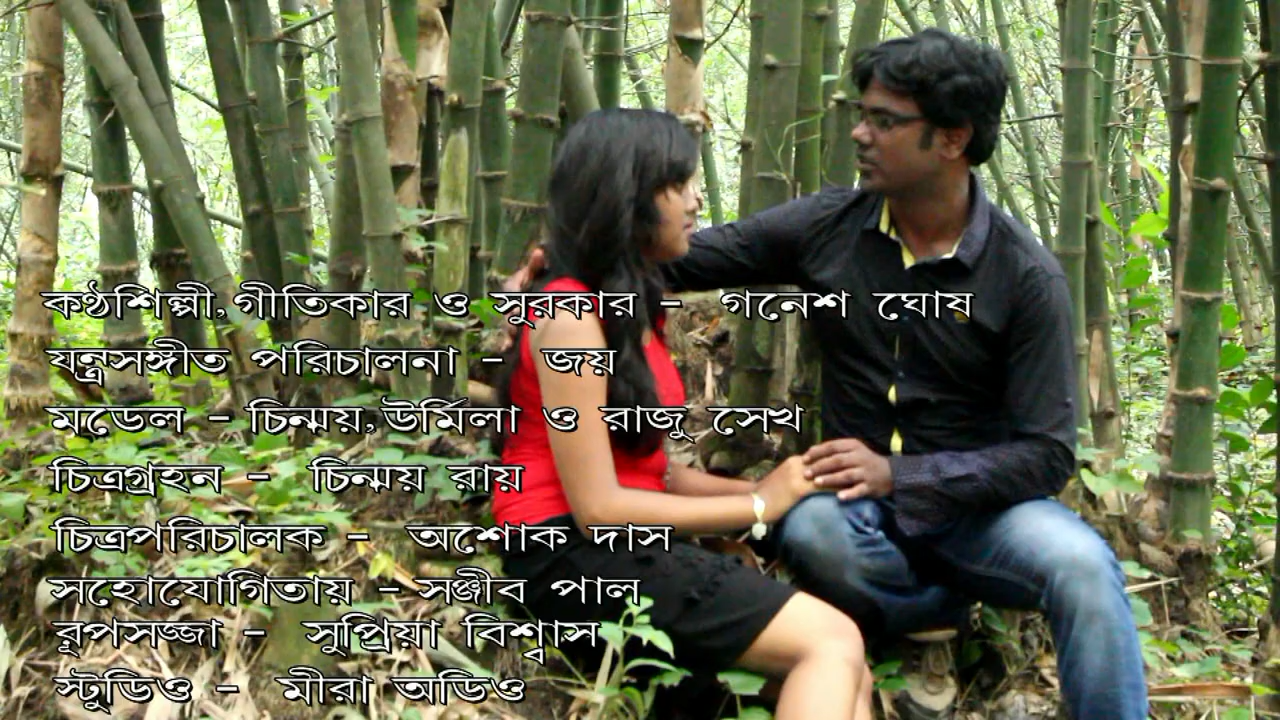 কণ্ঠশিল্পী,গীতিকার ও সুরকার - গনেশ ঘোষ
যন্ত্রসঙ্গীত পরিচালনা - জয়
মডেল - চিন্ময়,উর্মিলা ও রাজু সেখ
চিত্রগ্রহন - চিন্ময় রায়
চিত্রপরিচালক - অশোক দাস
সহোযোগিতায় - সঞ্জীব পাল
রূপসজ্জা - সুপ্রিয়া বিশ্বাস
স্টুডিও - মীরা অডিও